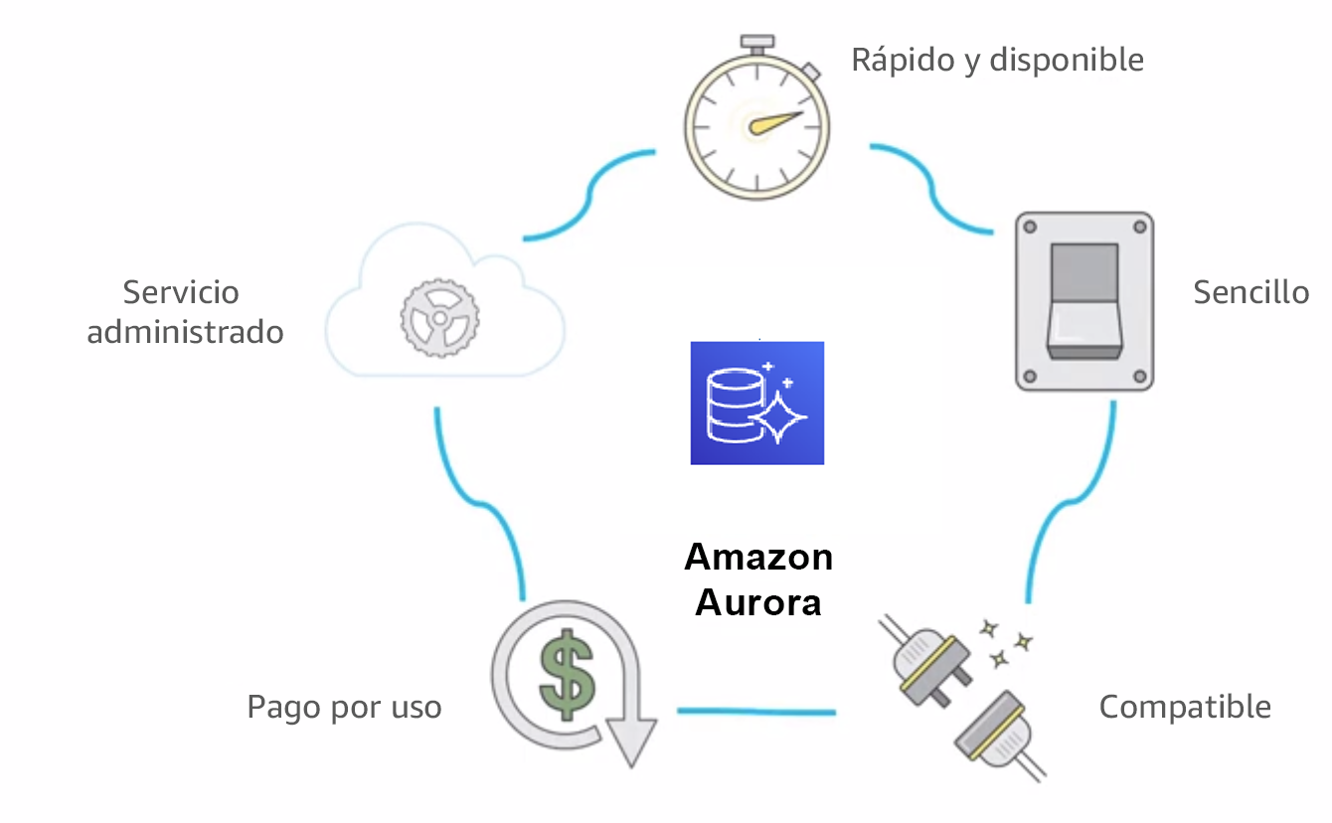 Rápido y disponible
Sencillo
Servicio
administrado
Amazon
Aurora
Pago por uso
$
Compatible